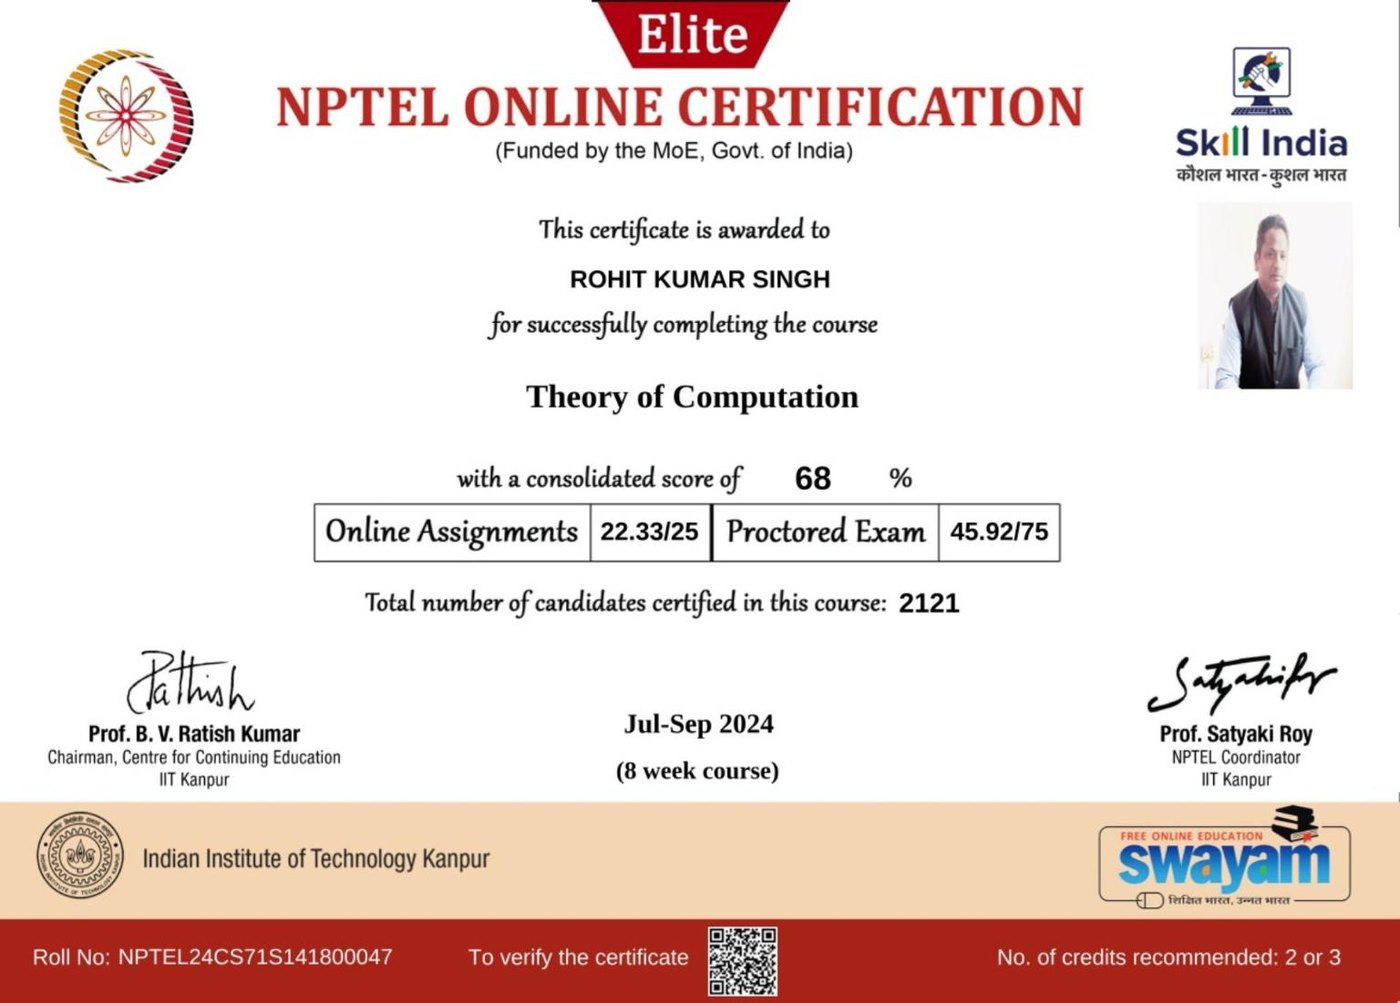 Elite
NPTEL ONLINE CERTIFICATION
(Funded by the MoE, Govt. of India)
Skill India
कौशल भारत - कुशल भारत
This certificate is awarded to
ROHIT KUMAR SINGH
for successfully completing the course
Theory of Computation
with a consolidated score of 68 %
Online Assignments 22.33/25 Proctored Exam 45.92/75
Total number of candidates certified in this course: 2121
Prof. B. V. Ratish Kumar
Chairman, Centre for Continuing Education
IIT Kanpur
Jul-Sep 2024
(8 week course)
Prof. Satyaki Roy
NPTEL Coordinator
IIT Kanpur
Indian Institute of Technology Kanpur
FREE ONLINE EDUCATION
swayam
शिक्षित भारत, उन्नत भारत
Roll No: NPTEL24CS71S141800047
To verify the certificate
No. of credits recommended: 2 or 3